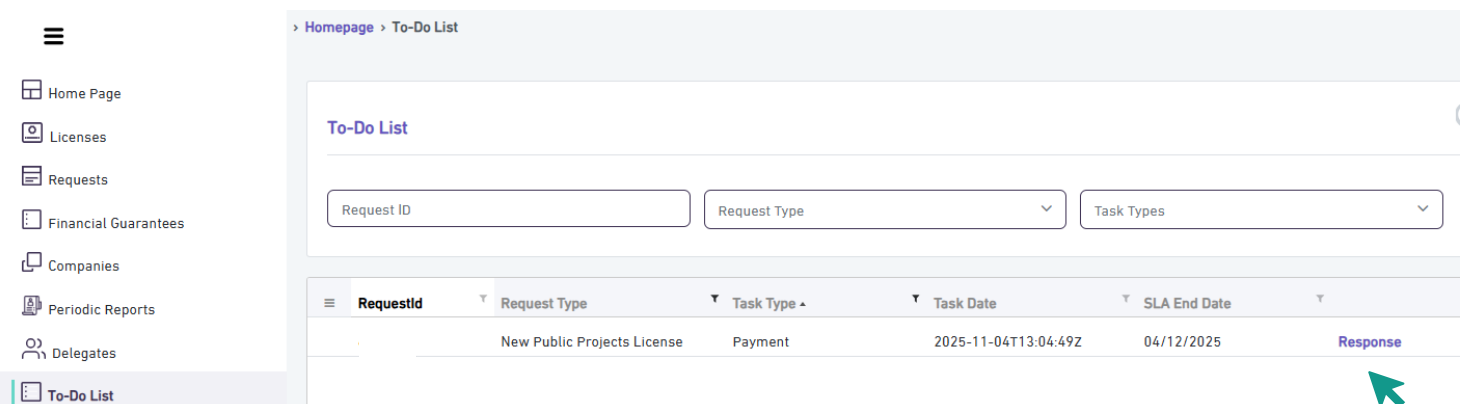 › Homepage › To-Do List
Home Page
Licenses
Requests
Financial Guarantees
Companies
Periodic Reports
Delegates
To-Do List
To-Do List
Request ID
Request Type
Task Types
RequestId Request Type Task Type Task Date SLA End Date
New Public Projects License Payment 2025-11-04T13:04:49Z 04/12/2025 Response